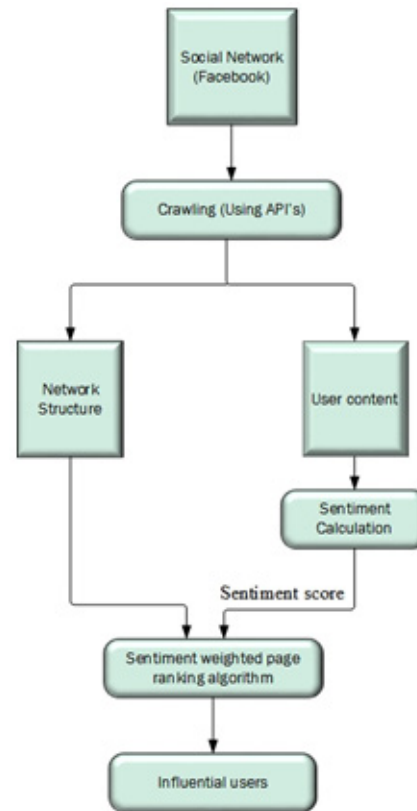 Social Network
(Facebook)
Crawling (Using API's)
Network
Structure
User content
Sentiment
Calculation
Sentiment score
Sentiment weighted page
ranking algorithm
Influential users